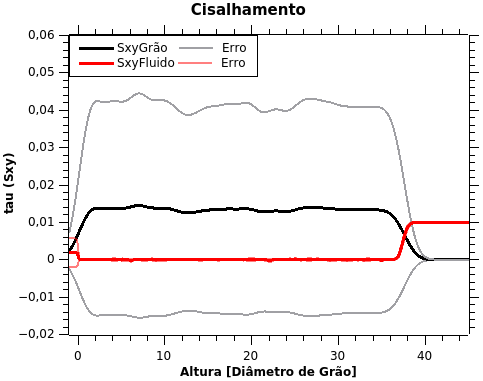 Cisalhamento
0,06
SxyGrão Erro
SxyFluido Erro
0,05
0,04
0,03
0,02
0,01
0
−0,01
−0,02
tau (Sxy)
0 10 20 30 40
Altura [Diâmetro de Grão]